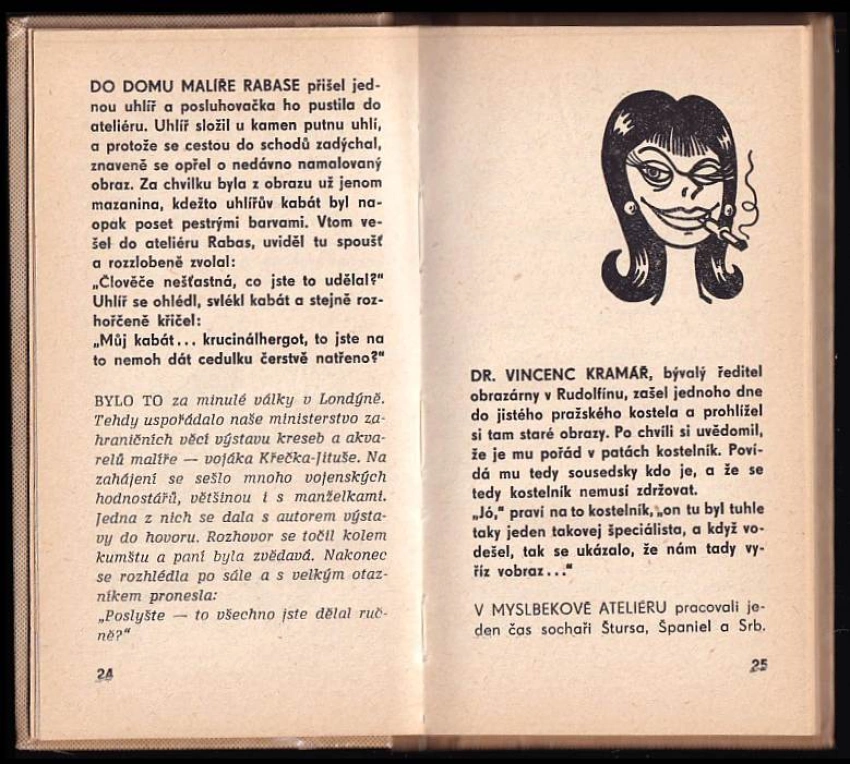 DO DOMU MALÍŘE RABASE přišel jed-
nou uhlíř a posluhovačka ho pustila do
ateliéru. Uhlíř složil u kamen putnu uhlí,
a protože se cestou do schodů zadýchal,
znaveně se opřel o nedávno namalovaný
obraz. Za chvilku byla z obrazu už jenom
mazanina, kdežto uhlířův kabát byl na-
opak poset pestrými barvami. Vtom ve-
šel do ateliéru Rabas, uviděl tu spoušť
a rozzlobeně zvolal:
„Člověče nešťastná, co jste to udělal?"
Uhlíř se ohlédl, svlékl kabát a stejně roz-
hořčeně křičel:
„Můj kabát... krucinálhergot, to jste na
to nemoh dát cedulku čerstvě natřeno?"
BYLO TO za minulé války v Londýně.
Tehdy uspořádalo naše ministerstvo za-
hraničních věcí výstavu kreseb a akva-
relů malíře — vojáka Křečka-Jituše. Na
zahájení se sešlo mnoho vojenských
hodnostářů, většinou i s manželkami.
Jedna z nich se dala s autorem výsta-
vy do hovoru. Rozhovor se točil kolem
kumštu a paní byla zvědavá. Nakonec
se rozhlédla po sále a s velkým otaz-
níkem pronesla:
„Poslyšte — to všechno jste dělal ruč-
ně?"
24
DR. VINCENC KRAMÁŘ, bývalý ředitel
obrazárny v Rudolfínu, zašel jednoho dne
do jistého pražského kostela a prohlížel
si tam staré obrazy. Po chvíli si uvědomil,
že je mu pořád v patách kostelník. Poví-
dá mu tedy sousedsky kdo je, a že se
tedy kostelník nemusí zdržovat.
„Jó," praví na to kostelník, „on tu byl tuhle
taky jeden takovej špeciálista, a když vo-
dešel, tak se ukázalo, že nám tady vy-
říz vobraz..."
V MYSLBEKOVĚ ATELIÉRU pracovali je-
den čas sochaři Štursa, Španiel a Srb.
25